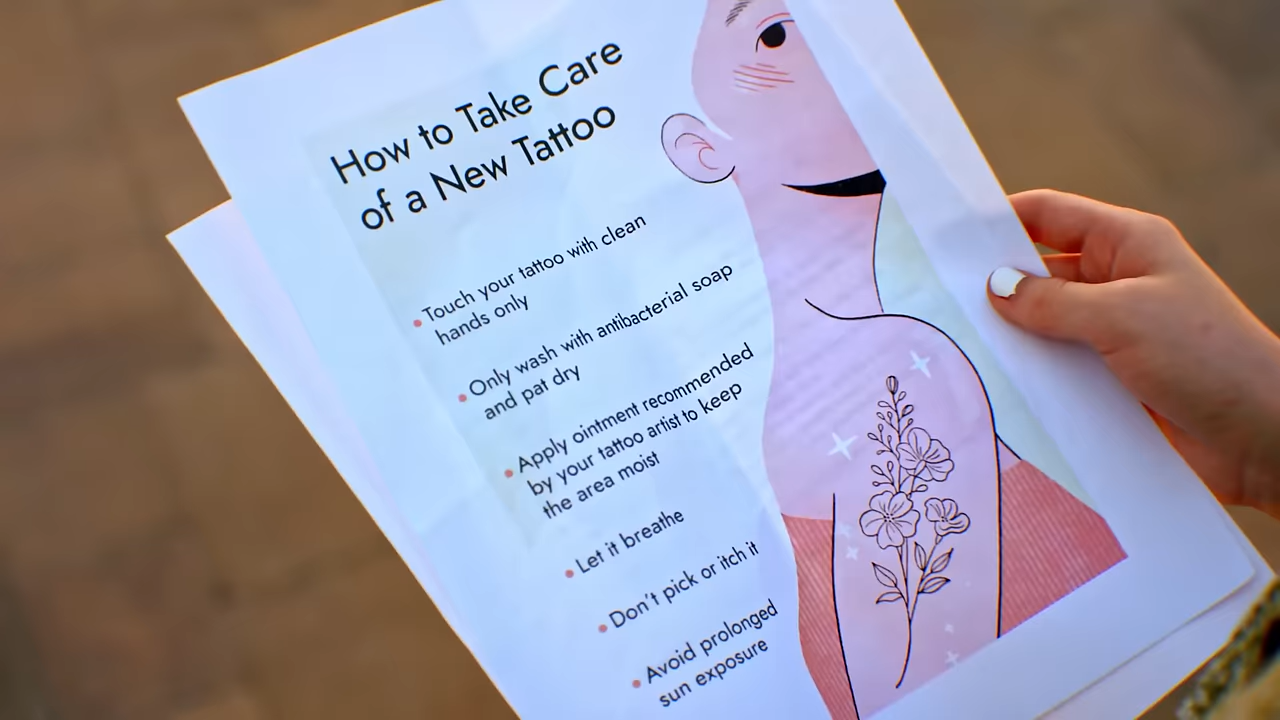 How to Take Care
of a New Tattoo
• Touch your tattoo with clean
hands only
• Only wash with antibacterial soap
and pat dry
• Apply ointment recommended
by your tattoo artist to keep
the area moist
• Let it breathe
• Don't pick or itch it
• Avoid prolonged
sun exposure